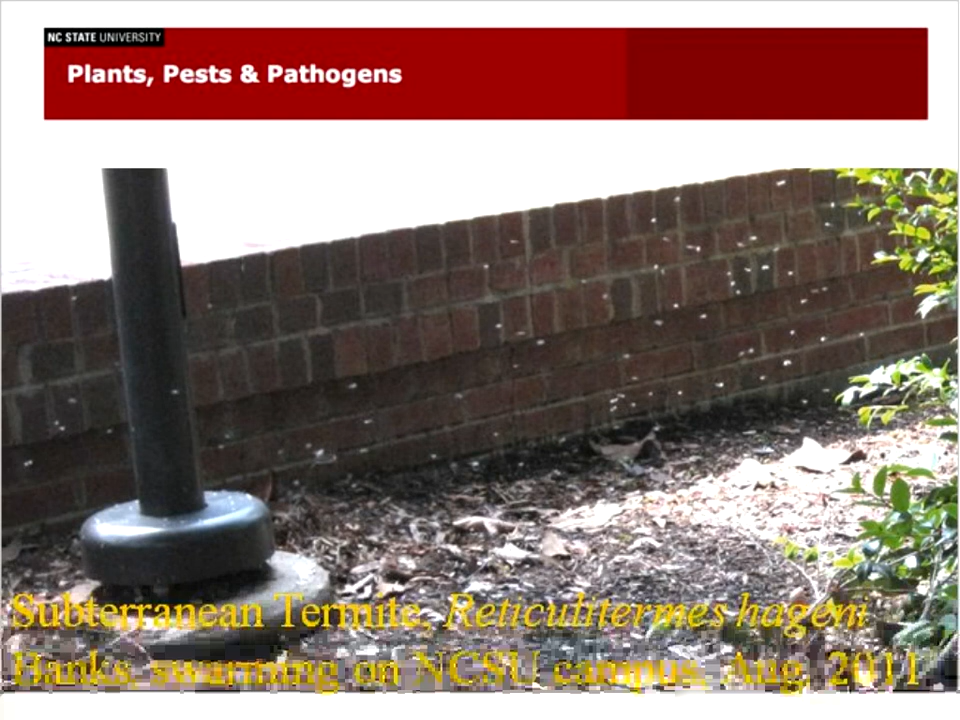 NC STATE UNIVERSITY
Plants, Pests & Pathogens
Subterranean Termite, Reticulitermes hageni
Banks, swarming on NCSU campus, Aug. 2011